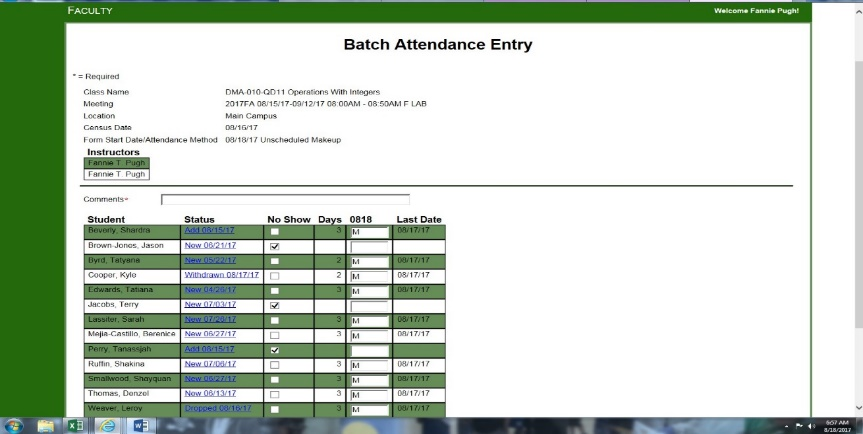 FACULTY Welcome Fannie Pugh!
Batch Attendance Entry
* = Required
Class Name DMA-010-QD11 Operations With Integers
Meeting 2017FA 08/15/17-09/12/17 08:00AM - 08:50AM F LAB
Location Main Campus
Census Date 08/16/17
Form Start Date/Attendance Method 08/18/17 Unscheduled Makeup
Instructors
Fannie T. Pugh
Fannie T. Pugh
Comments*
Student Status No Show Days 0818 Last Date
Beverly, Shardra Add 08/15/17 3 M 08/17/17
Brown-Jones, Jason New 06/21/17
Byrd, Tatyana New 05/22/17 2 M 08/17/17
Cooper, Kyle Withdrawn 08/17/17 2 M 08/17/17
Edwards, Tatiana New 04/26/17 3 M 08/17/17
Jacobs, Terry New 07/03/17
Lassiter, Sarah New 07/26/17 3 M 08/17/17
Mejia-Castillo, Berenice New 06/27/17 3 M 08/17/17
Perry, Tanassjah Add 08/15/17
Ruffin, Shakina New 07/06/17 3 M 08/17/17
Smallwood, Shayquan New 06/27/17 3 M 08/17/17
Thomas, Denzel New 06/13/17 3 M 08/17/17
Weaver, Leroy Dropped 08/16/17 3 M 08/17/17
6:57 AM
8/18/2017